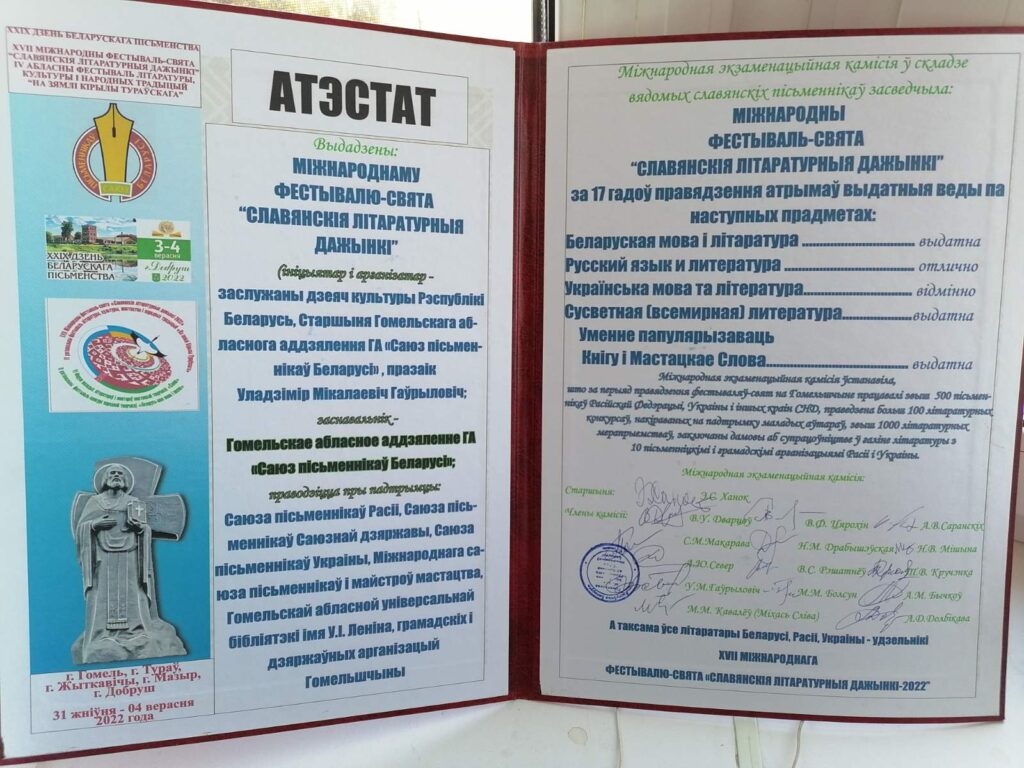 XXIX ДЗЕНЬ БЕЛАРУСКАГА ПІСЬМЕНСТВА
XVII МІЖНАРОДНЫ ФЕСТЫВАЛЬ-СВЯТА
“СЛАВЯНСКІЯ ЛІТАРАТУРНЫЯ ДАЖЫНКІ”
IV АБЛАСНЫ ФЕСТЫВАЛЬ ЛІТАРАТУРЫ,
КУЛЬТУРЫ І НАРОДНЫХ ТРАДЫЦЫЙ
“НА ЗЯМЛІ КІРЫЛЫ ТУРАЎСКАГА”
XXIX ДЗЕНЬ
БЕЛАРУСКАГА
ПІСЬМЕНСТВА
3-4
верасня
г.Добруш
2022
г. Гомель, г. Тураў,
г. Жыткавічы, г. Мазыр,
г. Добруш
31 жніўня - 04 верасня
2022 года
АТЭСТАТ
Выдадзены:
МІЖНАРОДНАМУ
ФЕСТЫВАЛЮ-СВЯТА
“СЛАВЯНСКІЯ ЛІТАРАТУРНЫЯ
ДАЖЫНКІ”
(ініцыятар і арганізатар -
заслужаны дзеяч культуры Рэспублікі
Беларусь, Старшыня Гомельскага аб-
ласнога аддзялення ГА «Саюз пісьмен-
нікаў Беларусі» , празаік
Уладзімір Мікалаевіч Гаўрыловіч;
заснавальнік -
Гомельскае абласное аддзяленне ГА
«Саюз пісьменнікаў Беларусі»;
праводзіцца пры падтрымцы:
Саюза пісьменнікаў Расіі, Саюза пісь-
меннікаў Саюзнай дзяржавы, Саюза
пісьменнікаў Украіны, Міжнароднага са-
юза пісьменнікаў і майстроў мастацтва,
Гомельскай абласной універсальнай
бібліятэкі імя У.І. Леніна, грамадскіх і
дзяржаўных арганізацый
Гомельшчыны
Міжнародная экзаменацыйная камісія ў складзе
вядомых славянскіх пісьменнікаў засведчыла:
МІЖНАРОДНЫ
ФЕСТЫВАЛЬ-СВЯТА
“СЛАВЯНСКІЯ ЛІТАРАТУРНЫЯ ДАЖЫНКІ”
за 17 гадоў правядзення атрымаў выдатныя веды па
наступных прадметах:
Беларуская мова і літаратура ........................... выдатна
Русский язык и литература ............................... отлично
Українська мова та література.......................... відмінно
Сусветная (всемирная) литература................. выдатна
Уменне папулярызаваць
Кнігу і Мастацкае Слова................................... выдатна
Міжнародная экзаменацыйная камісія ўстанавіла,
што за перыяд правядзення фестываляў-свят на Гомельшчыне працавалі звыш 500 пісьмен-
нікаў Расійскай Федэрацыі, Украіны і іншых краін СНД, праведзена больш 100 літаратурных
конкурсаў, накіраваных на падтрымку маладых аўтараў, звыш 1000 літаратурных
мерапрыемстваў, заключаны дамовы аб супрацоўніцтве ў галіне літаратуры з
10 пісьменніцкімі і грамадскімі арганізацыямі Расіі і Украіны.
Міжнародная экзаменацыйная камісія:
Старшыня: Э.С. Ханок
Члены камісіі: В.У. Дварцоў В.Ф. Цярохін А.В.Саранскіх
С.М.Макарава Н.М. Драбышэўская Н.В. Мішына
А.Ю.Север В.С. Рэшатнёў П.В. Кручэнка
У.М.Гаўрыловіч М.М. Болсун А.М. Бычкоў
М.М. Кавалёў (Міхась Сліва) Л.Д.Долбікава
А таксама ўсе літаратары Беларусі, Расіі, Украіны - удзельнікі
XVII МІЖНАРОДНАГА
ФЕСТЫВАЛЮ-СВЯТА «СЛАВЯНСКІЯ ЛІТАРАТУРНЫЯ ДАЖЫНКІ-2022”